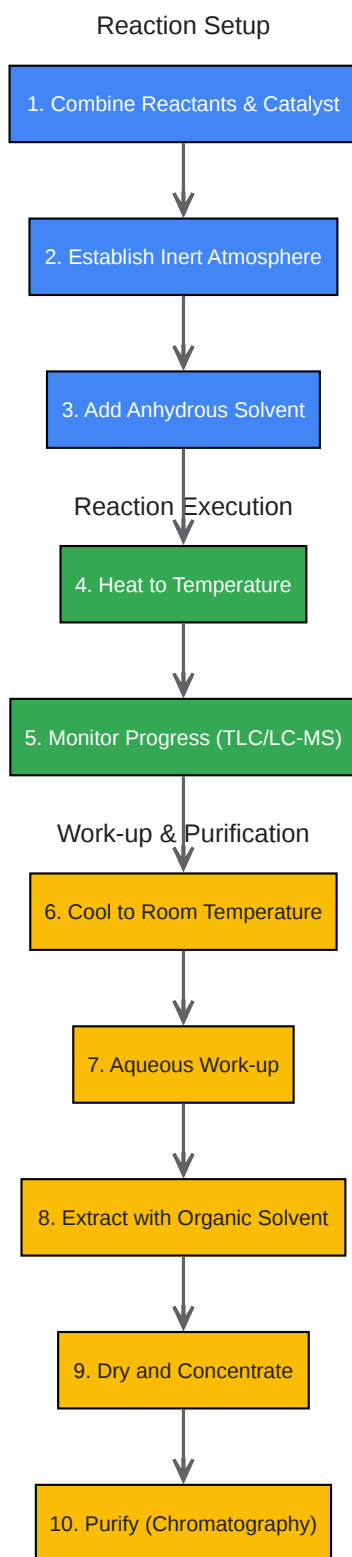 Reaction Setup
1. Combine Reactants & Catalyst
2. Establish Inert Atmosphere
3. Add Anhydrous Solvent
Reaction Execution
4. Heat to Temperature
5. Monitor Progress (TLC/LC-MS)
Work-up & Purification
6. Cool to Room Temperature
7. Aqueous Work-up
8. Extract with Organic Solvent
9. Dry and Concentrate
10. Purify (Chromatography)